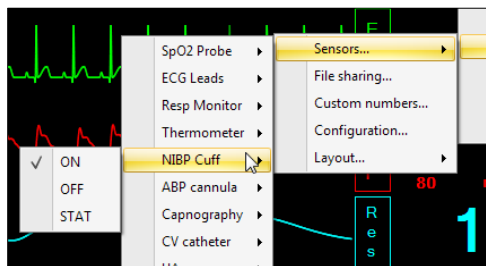 E
SpO2 Probe
ECG Leads
Resp Monitor
Thermometer
NIBP Cuff
ABP cannula
Capnography
CV catheter
Sensors...
File sharing...
Custom numbers...
Configuration...
Layout...
ON
OFF
STAT
80
R
e
s
1